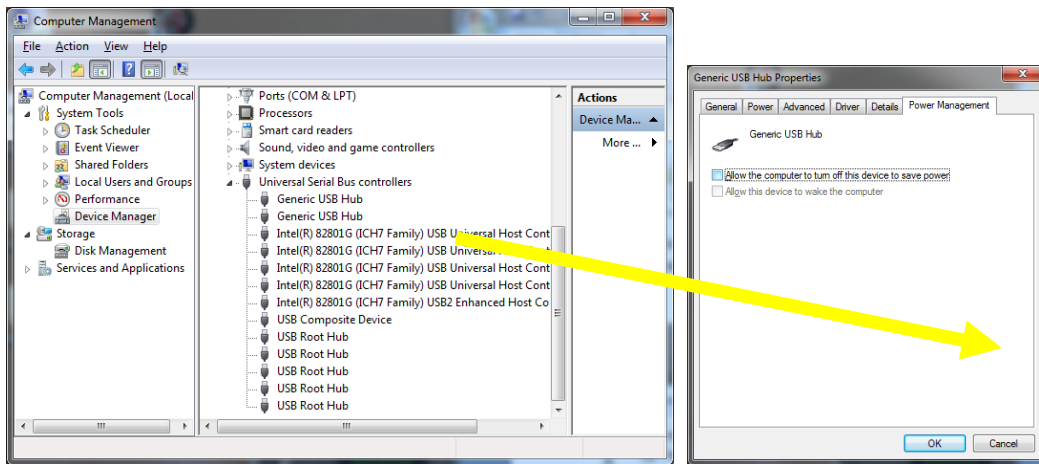 Computer Management
File Action View Help
Computer Management (Local
System Tools
Task Scheduler
Event Viewer
Shared Folders
Local Users and Groups
Performance
Device Manager
Storage
Disk Management
Services and Applications
Ports (COM & LPT)
Processors
Smart card readers
Sound, video and game controllers
System devices
Universal Serial Bus controllers
Generic USB Hub
Generic USB Hub
Intel(R) 82801G (ICH7 Family) USB Universal Host Cont
Intel(R) 82801G (ICH7 Family) USB Universal Host Cont
Intel(R) 82801G (ICH7 Family) USB Universal Host Cont
Intel(R) 82801G (ICH7 Family) USB Universal Host Cont
Intel(R) 82801G (ICH7 Family) USB2 Enhanced Host Co
USB Composite Device
USB Root Hub
USB Root Hub
USB Root Hub
USB Root Hub
USB Root Hub
Actions
Device Ma...
More ...
Generic USB Hub Properties
General Power Advanced Driver Details Power Management
Generic USB Hub
Allow the computer to turn off this device to save power
Allow this device to wake the computer
OK Cancel